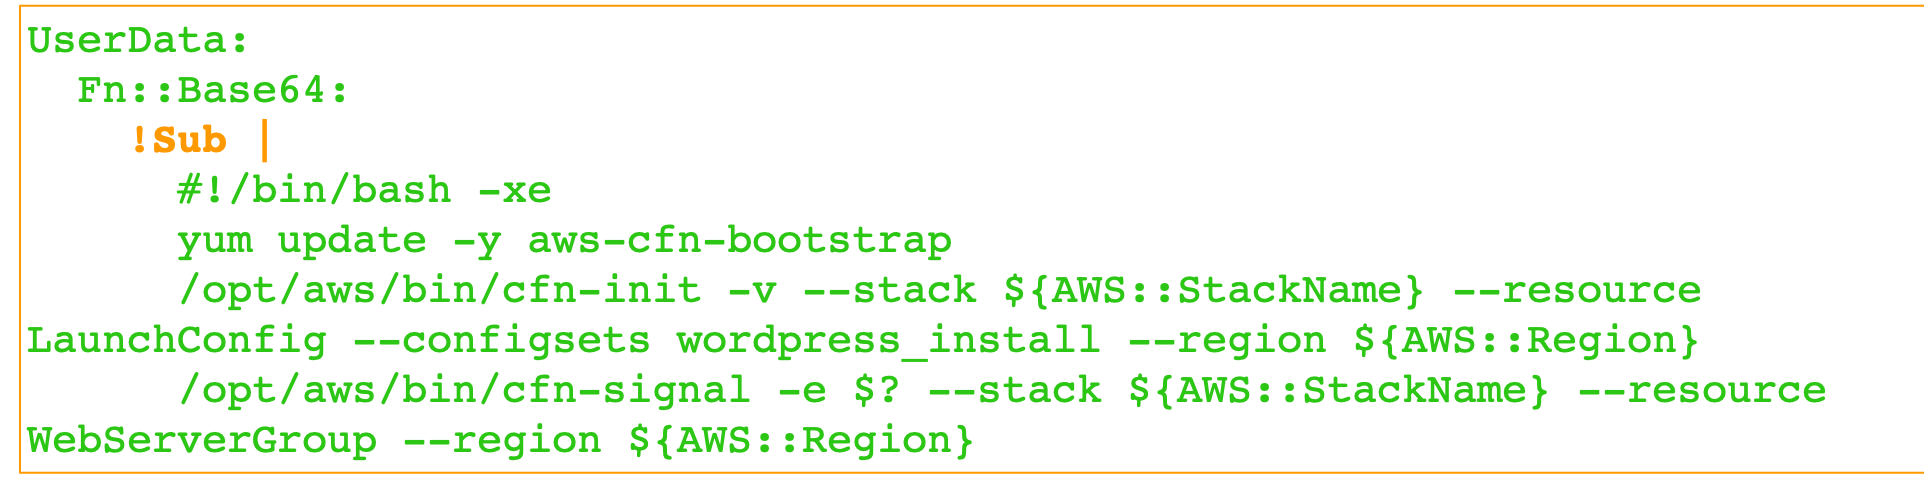 UserData:
  Fn::Base64:
    !Sub |
      #!/bin/bash -xe
      yum update -y aws-cfn-bootstrap
      /opt/aws/bin/cfn-init -v --stack ${AWS::StackName} --resource
LaunchConfig --configsets wordpress_install --region ${AWS::Region}
      /opt/aws/bin/cfn-signal -e $? --stack ${AWS::StackName} --resource
WebServerGroup --region ${AWS::Region}